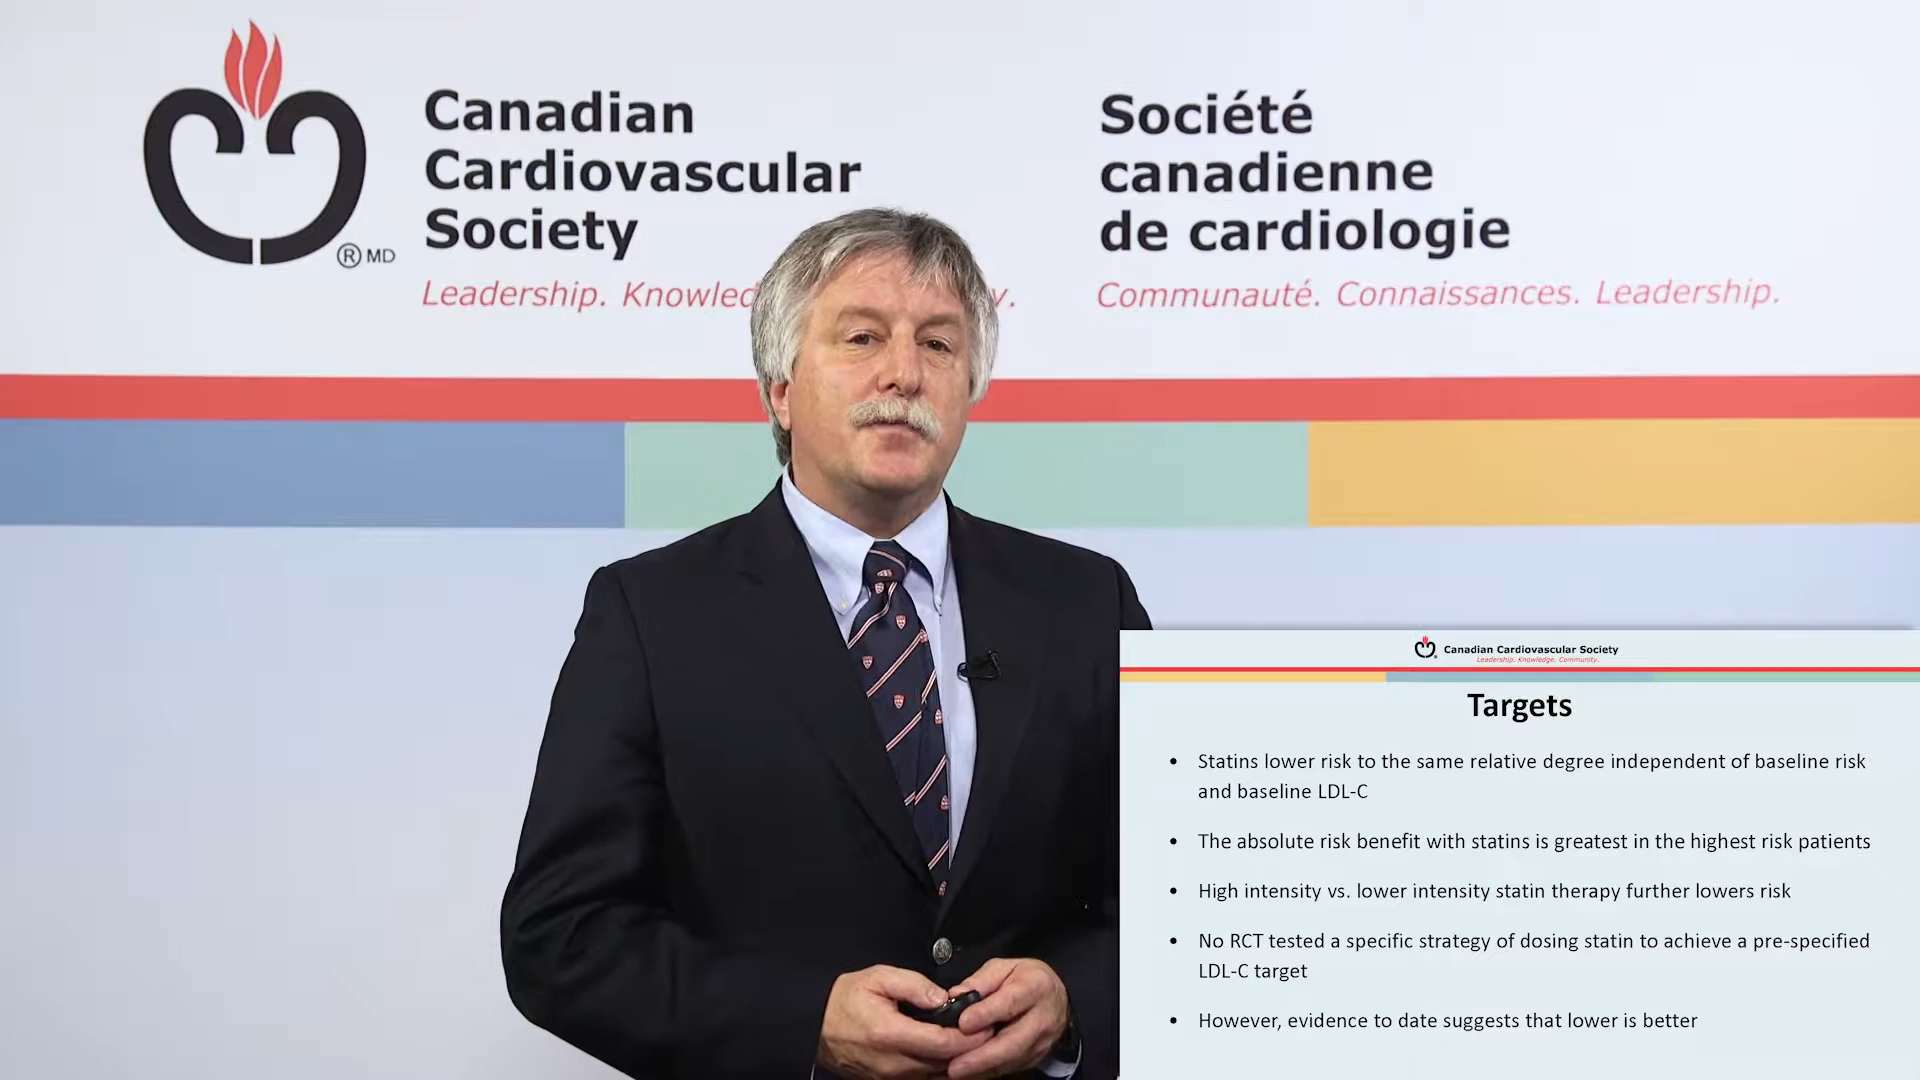 Canadian
Cardiovascular
Society
® MD
Leadership.
Société
canadienne
de cardiologie
Communauté. Connaissances. Leadership.
Canadian Cardiovascular Society
Leadership. Knowledge. Community.
Targets
• Statins lower risk to the same relative degree independent of baseline risk
and baseline LDL-C
• The absolute risk benefit with statins is greatest in the highest risk patients
• High intensity vs. lower intensity statin therapy further lowers risk
• No RCT tested a specific strategy of dosing statin to achieve a pre-specified
LDL-C target
• However, evidence to date suggests that lower is better